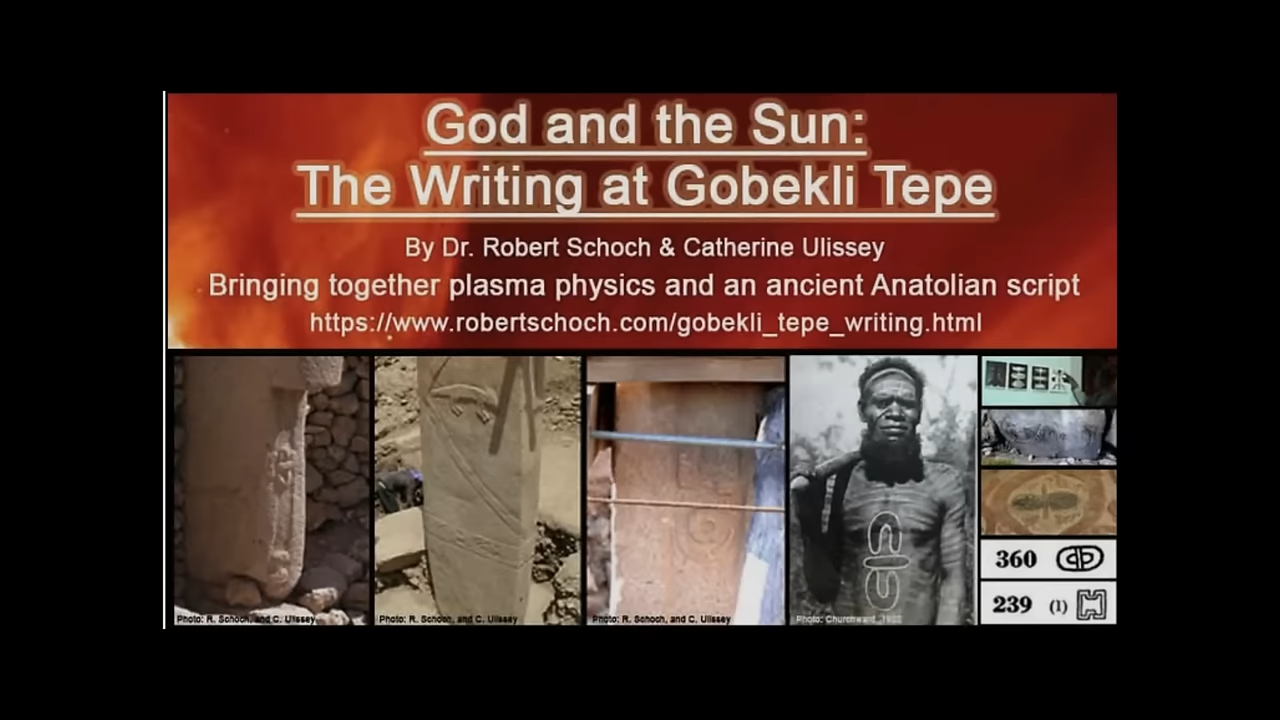 God and the Sun:
The Writing at Gobekli Tepe
By Dr. Robert Schoch & Catherine Ulissey
Bringing together plasma physics and an ancient Anatolian script
https://www.robertschoch.com/gobekli_tepe_writing.html
360
239 (1)
Photo: R. Schoch, and C. Ulissey
Photo: R. Schoch, and C. Ulissey
Photo: R. Schoch, and C. Ulissey
Photo: Churchward,